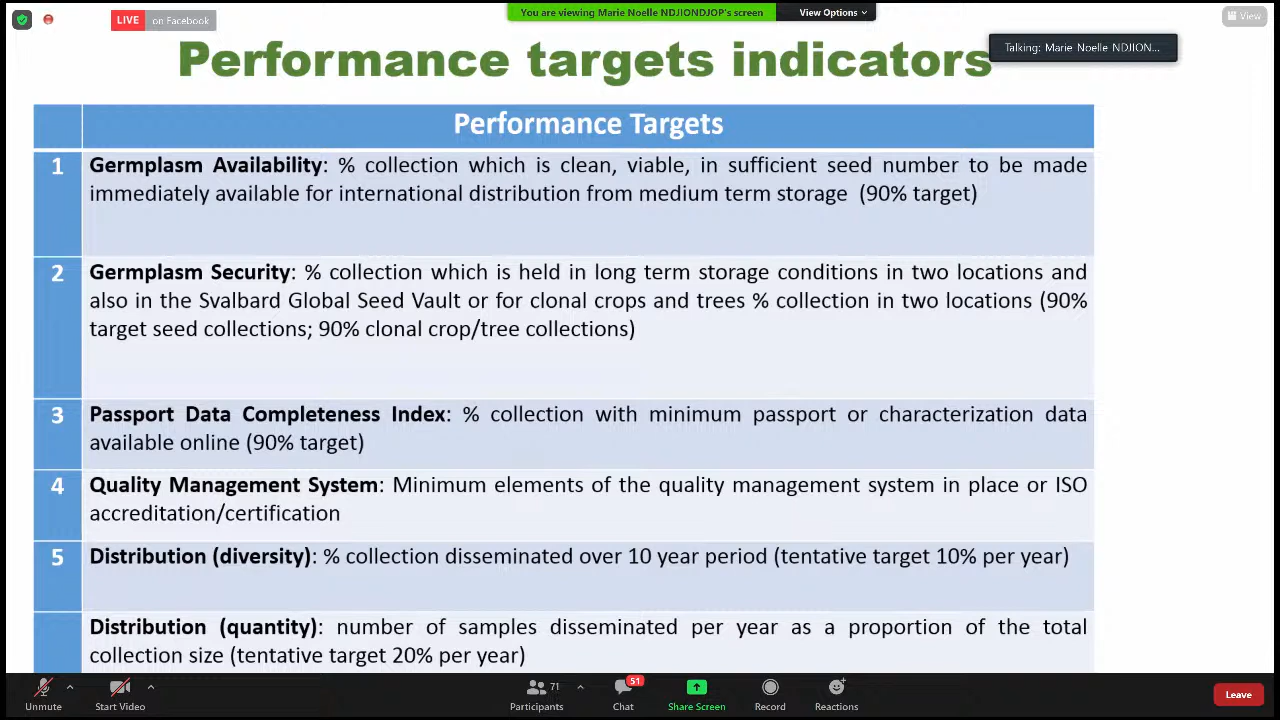 LIVE on Facebook
You are viewing Marie Noelle NDJIONDJOP's screen
View Options
View
Talking: Marie Noelle NDJION...
Performance targets indicators
Performance Targets
1
Germplasm Availability: % collection which is clean, viable, in sufficient seed number to be made
immediately available for international distribution from medium term storage (90% target)
2
Germplasm Security: % collection which is held in long term storage conditions in two locations and
also in the Svalbard Global Seed Vault or for clonal crops and trees % collection in two locations (90%
target seed collections; 90% clonal crop/tree collections)
3
Passport Data Completeness Index: % collection with minimum passport or characterization data
available online (90% target)
4
Quality Management System: Minimum elements of the quality management system in place or ISO
accreditation/certification
5
Distribution (diversity): % collection disseminated over 10 year period (tentative target 10% per year)
Distribution (quantity): number of samples disseminated per year as a proportion of the total
collection size (tentative target 20% per year)
Unmute
Start Video
71
Participants
51
Chat
Share Screen
Record
Reactions
Leave